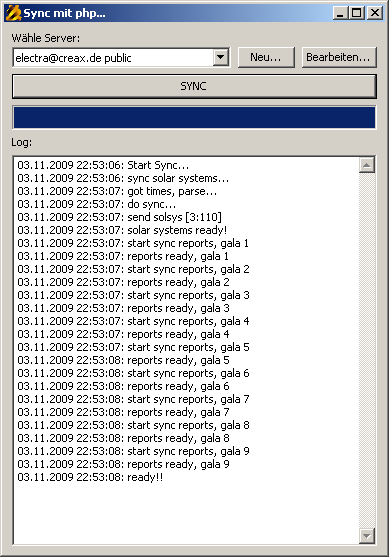 Sync mit php...
Wähle Server:
electra@creax.de public
Neu...
Bearbeiten...
SYNC
Log:
03.11.2009 22:53:06: Start Sync...
03.11.2009 22:53:06: sync solar systems...
03.11.2009 22:53:07: got times, parse...
03.11.2009 22:53:07: do sync...
03.11.2009 22:53:07: send solsys [3:110]
03.11.2009 22:53:07: solar systems ready!
03.11.2009 22:53:07: start sync reports, gala 1
03.11.2009 22:53:07: reports ready, gala 1
03.11.2009 22:53:07: start sync reports, gala 2
03.11.2009 22:53:07: reports ready, gala 2
03.11.2009 22:53:07: start sync reports, gala 3
03.11.2009 22:53:07: reports ready, gala 3
03.11.2009 22:53:07: start sync reports, gala 4
03.11.2009 22:53:07: reports ready, gala 4
03.11.2009 22:53:07: start sync reports, gala 5
03.11.2009 22:53:08: reports ready, gala 5
03.11.2009 22:53:08: start sync reports, gala 6
03.11.2009 22:53:08: reports ready, gala 6
03.11.2009 22:53:08: start sync reports, gala 7
03.11.2009 22:53:08: reports ready, gala 7
03.11.2009 22:53:08: start sync reports, gala 8
03.11.2009 22:53:08: reports ready, gala 8
03.11.2009 22:53:08: start sync reports, gala 9
03.11.2009 22:53:08: reports ready, gala 9
03.11.2009 22:53:08: ready!!